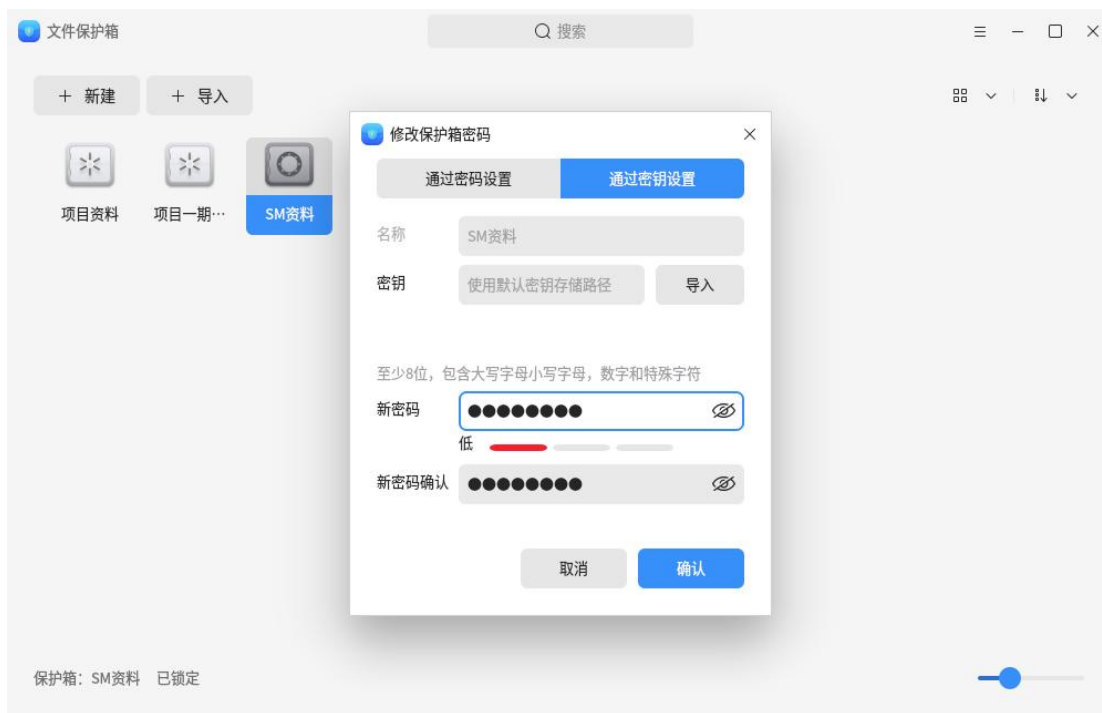 文件保护箱
搜索
新建
导入
项目资料
项目一期…
SM资料
修改保护箱密码
通过密码设置
通过密钥设置
名称
SM资料
密钥
使用默认密钥存储路径
导入
至少8位，包含大写字母小写字母，数字和特殊字符
新密码
低
新密码确认
取消
确认
保护箱：SM资料 已锁定